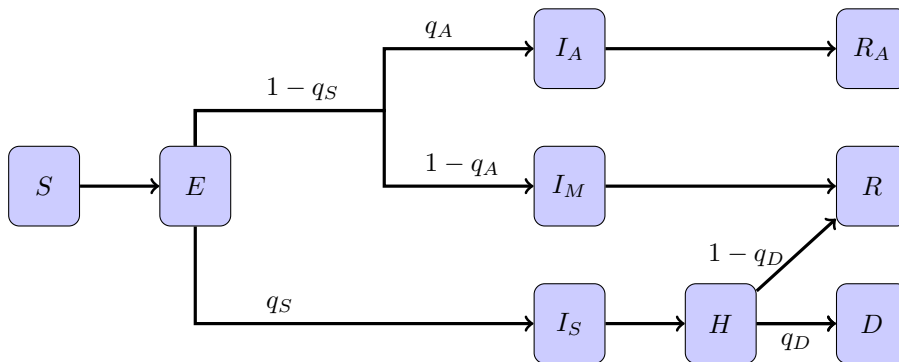 q_A
I_A
R_A
1 − q_S
S
E
1 − q_A
I_M
R
1 − q_D
q_S
I_S
H
q_D
D